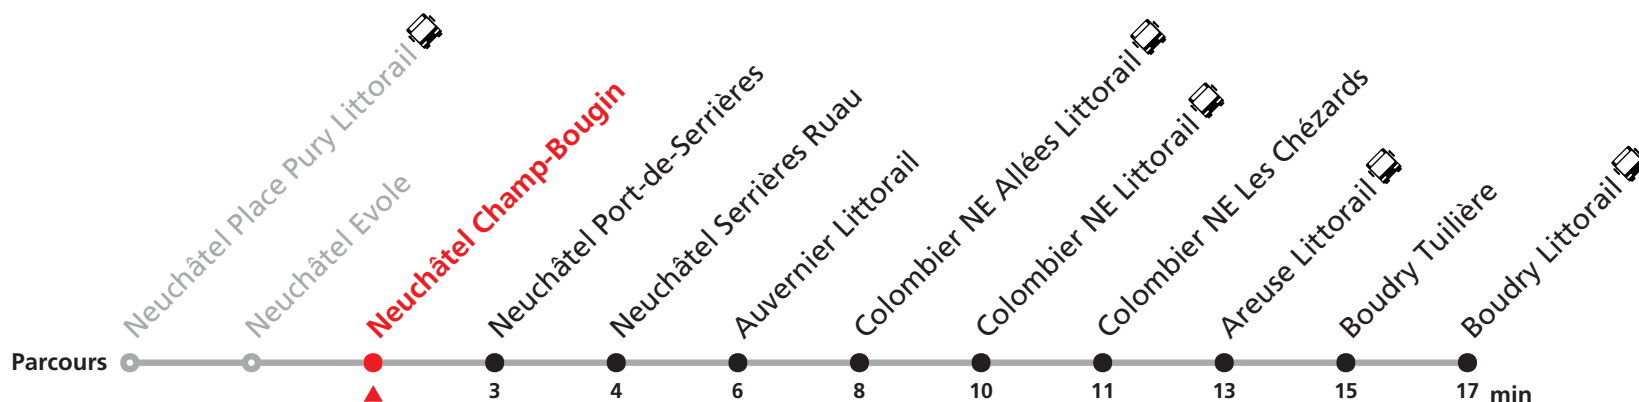 Neuchâtel Place Pury Littorail
Neuchâtel Evole
Neuchâtel Champ-Bougin
Neuchâtel Port-de-Serrières
Neuchâtel Serrières Ruau
Auvernier Littorail
Colombier NE Allées Littorail
Colombier NE Littorail
Colombier NE Les Chézards
Areuse Littorail
Boudry Tuilière
Boudry Littorail
Parcours
3 4 6 8 10 11 13 15 17 min